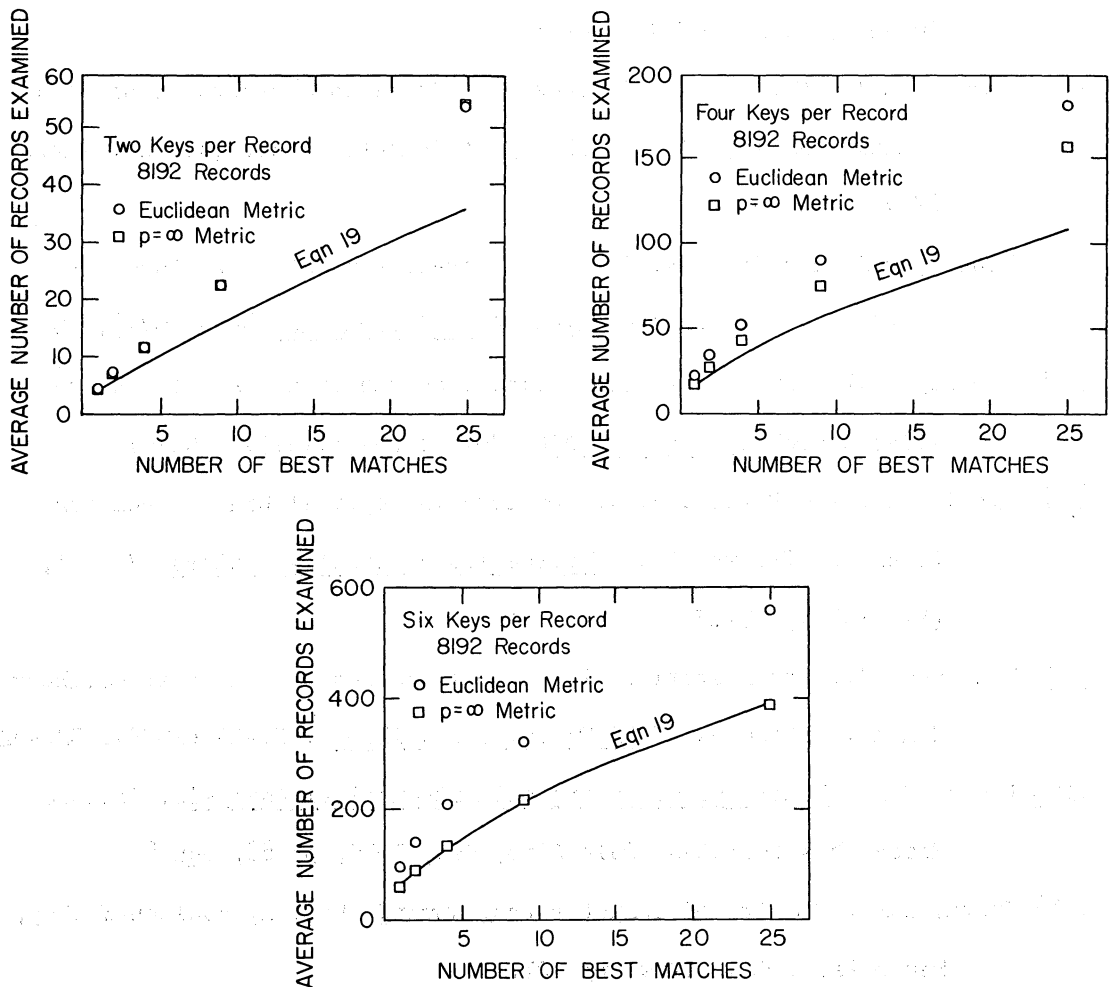 AVERAGE NUMBER OF RECORDS EXAMINED
60
50
40
30
20
10
0
Two Keys per Record
8192 Records
Euclidean Metric
p=∞ Metric
Eqn 19
5
10
15
20
25
NUMBER OF BEST MATCHES
AVERAGE NUMBER OF RECORDS EXAMINED
200
150
100
50
0
Four Keys per Record
8192 Records
Euclidean Metric
p=∞ Metric
Eqn 19
5
10
15
20
25
NUMBER OF BEST MATCHES
AVERAGE NUMBER OF RECORDS EXAMINED
600
400
200
0
Six Keys per Record
8192 Records
Euclidean Metric
p=∞ Metric
Eqn 19
5
10
15
20
25
NUMBER OF BEST MATCHES